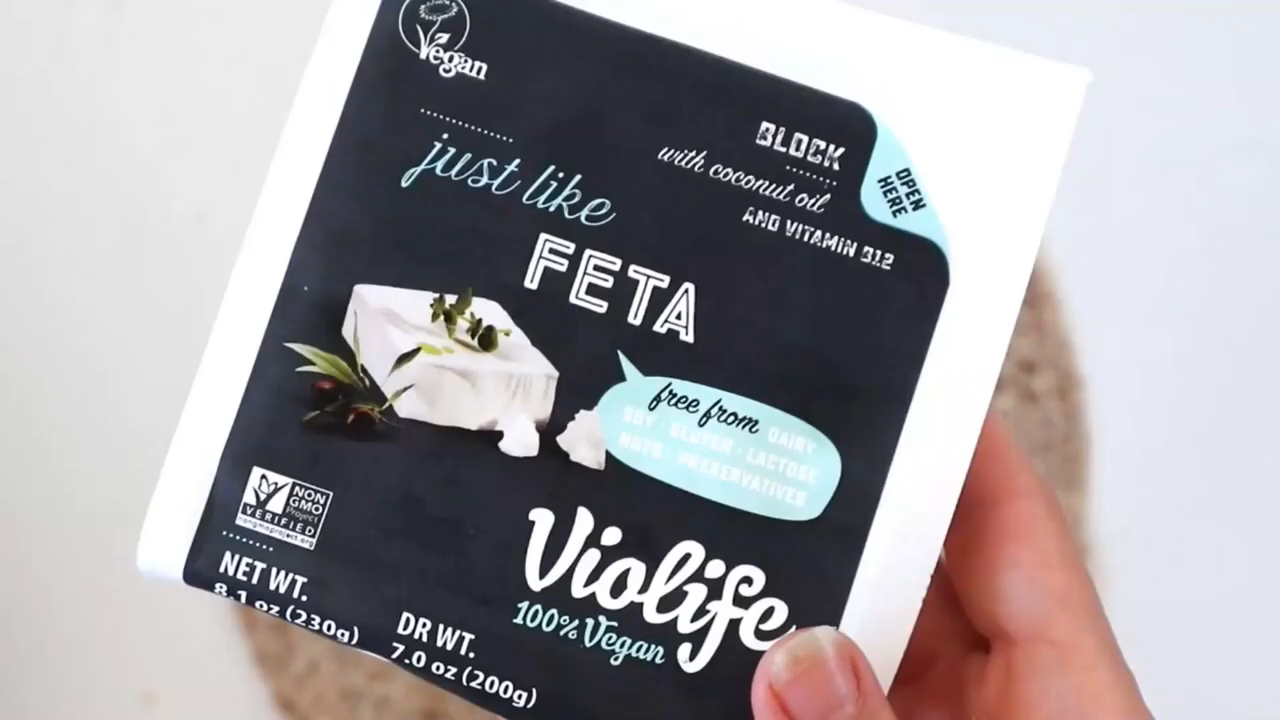 Vegan
just like
FETA
BLOCK
with coconut oil
AND VITAMIN B12
OPEN
HERE
free from DAIRY
SOY · GLUTEN · LACTOSE
NUTS · PRESERVATIVES
NON
GMO
Project
VERIFIED
nongmoproject.org
NET WT.
8.1 oz (230g)
DR WT.
7.0 oz (200g)
Violife
100% Vegan